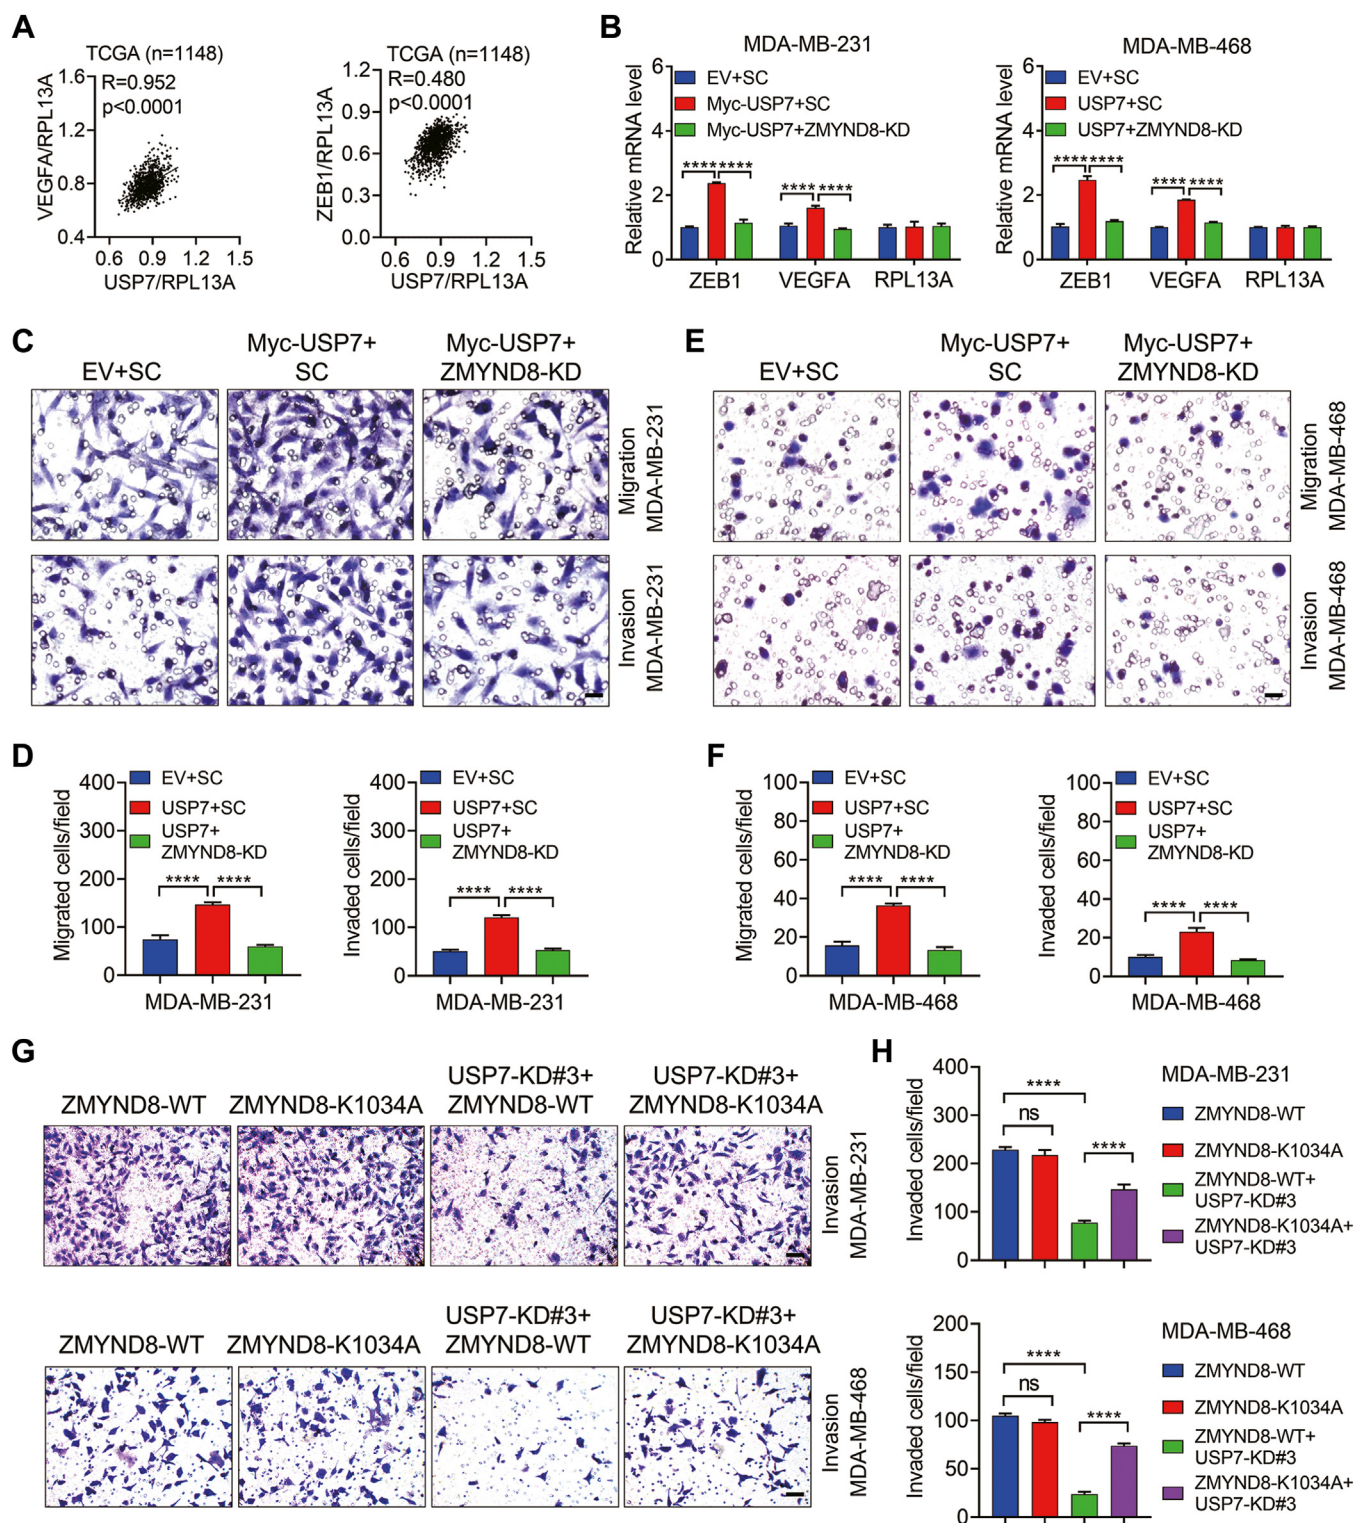 A
TCGA (n=1148)
R=0.952
p<0.0001
VEGFA/RPL13A
1.6
1.2
0.8
0.4
0.6 0.9 1.2 1.5
USP7/RPL13A
TCGA (n=1148)
R=0.480
p<0.0001
ZEB1/RPL13A
1.2
0.9
0.6
0.3
0.0
0.6 0.9 1.2 1.5
USP7/RPL13A
B
MDA-MB-231
Relative mRNA level
6
4
2
0
EV+SC
Myc-USP7+SC
Myc-USP7+ZMYND8-KD
**** ****
**** ****
ZEB1 VEGFA RPL13A
MDA-MB-468
Relative mRNA level
6
4
2
0
EV+SC
USP7+SC
USP7+ZMYND8-KD
**** ****
**** ****
ZEB1 VEGFA RPL13A
C
EV+SC
Myc-USP7+
SC
Myc-USP7+
ZMYND8-KD
Migration
MDA-MB-231
Invasion
MDA-MB-231
E
EV+SC
Myc-USP7+
SC
Myc-USP7+
ZMYND8-KD
Migration
MDA-MB-468
Invasion
MDA-MB-468
D
Migrated cells/field
400
300
200
100
0
EV+SC
USP7+SC
USP7+
ZMYND8-KD
**** ****
MDA-MB-231
Invaded cells/field
400
300
200
100
0
EV+SC
USP7+SC
USP7+
ZMYND8-KD
**** ****
MDA-MB-231
F
Migrated cells/field
100
80
60
40
20
0
EV+SC
USP7+SC
USP7+
ZMYND8-KD
**** ****
MDA-MB-468
Invaded cells/field
100
80
60
40
20
0
EV+SC
USP7+SC
USP7+
ZMYND8-KD
**** ****
MDA-MB-468
G
ZMYND8-WT
ZMYND8-K1034A
USP7-KD#3+
ZMYND8-WT
USP7-KD#3+
ZMYND8-K1034A
Invasion
MDA-MB-231
ZMYND8-WT
ZMYND8-K1034A
USP7-KD#3+
ZMYND8-WT
USP7-KD#3+
ZMYND8-K1034A
Invasion
MDA-MB-468
H
Invaded cells/field
400
300
200
100
0
****
ns
****
MDA-MB-231
ZMYND8-WT
ZMYND8-K1034A
ZMYND8-WT+
USP7-KD#3
ZMYND8-K1034A+
USP7-KD#3
Invaded cells/field
200
150
100
50
0
****
ns
****
MDA-MB-468
ZMYND8-WT
ZMYND8-K1034A
ZMYND8-WT+
USP7-KD#3
ZMYND8-K1034A+
USP7-KD#3